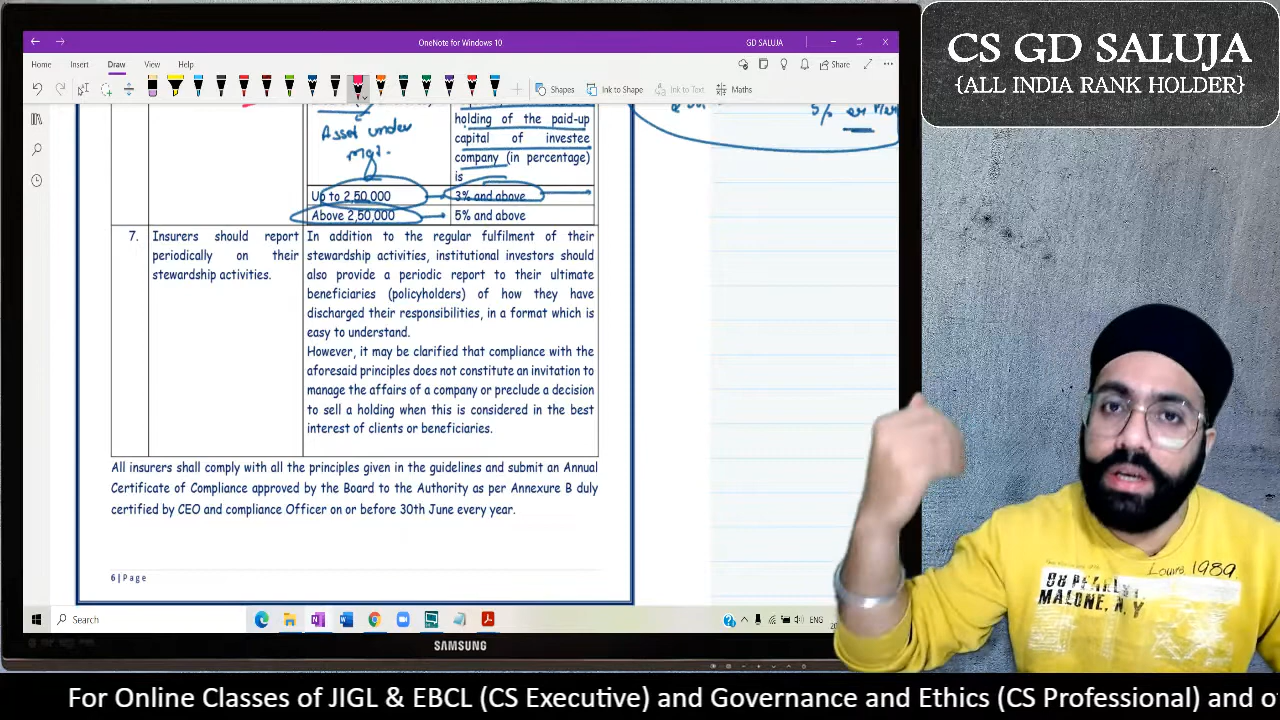 OneNote for Windows 10
GD SALUJA
Home Insert Draw View Help
Share
Shapes
Ink to Shape
Ink to Text
Maths
Asset under
mgt.
holding of the paid-up
capital of investee
company (in percentage)
is
Up to 2,50,000 3% and above
Above 2,50,000 5% and above
5%
7. Insurers should report
periodically on their
stewardship activities.
In addition to the regular fulfilment of their
stewardship activities, institutional investors should
also provide a periodic report to their ultimate
beneficiaries (policyholders) of how they have
discharged their responsibilities, in a format which is
easy to understand.
However, it may be clarified that compliance with the
aforesaid principles does not constitute an invitation to
manage the affairs of a company or preclude a decision
to sell a holding when this is considered in the best
interest of clients or beneficiaries.
All insurers shall comply with all the principles given in the guidelines and submit an Annual
Certificate of Compliance approved by the Board to the Authority as per Annexure B duly
certified by CEO and compliance Officer on or before 30th June every year.
6 | Page
Search
ENG
SAMSUNG
CS GD SALUJA
{ALL INDIA RANK HOLDER}
Louis 1989.
MALONE, N.Y
For Online Classes of JIGL & EBCL (CS Executive) and Governance and Ethics (CS Professional) and o